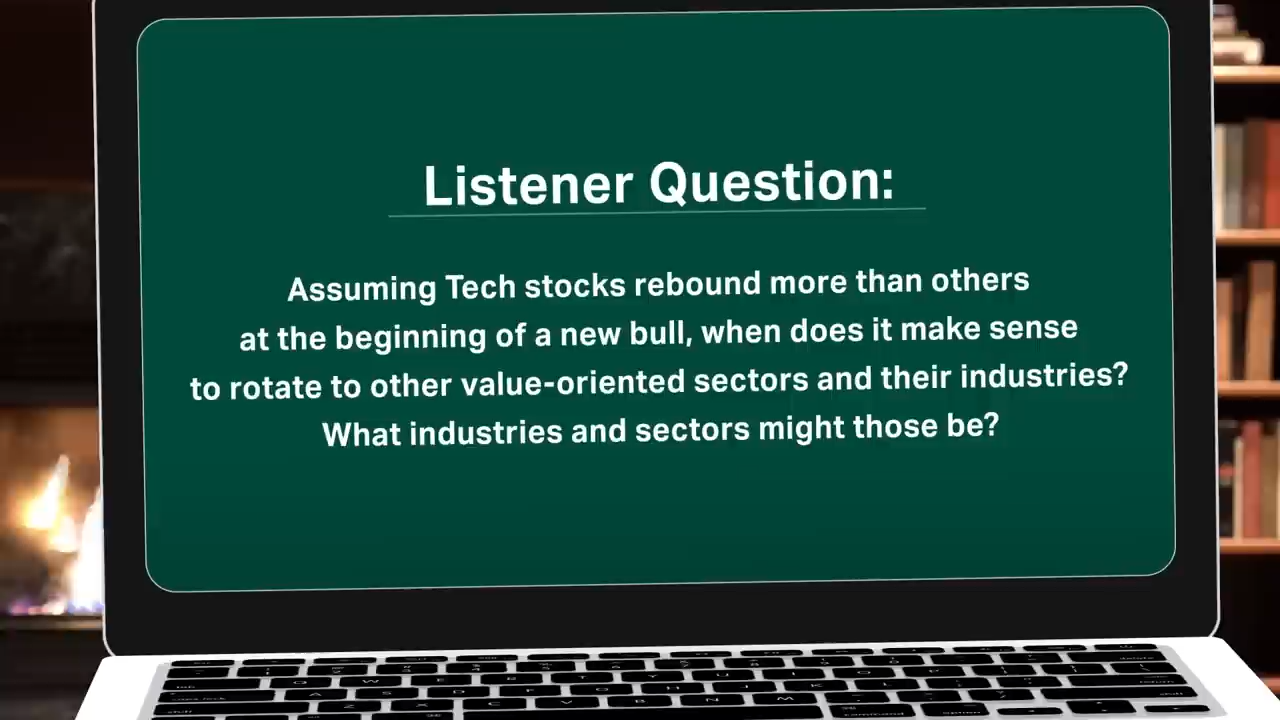 Listener Question:
Assuming Tech stocks rebound more than others
at the beginning of a new bull, when does it make sense
to rotate to other value-oriented sectors and their industries?
What industries and sectors might those be?